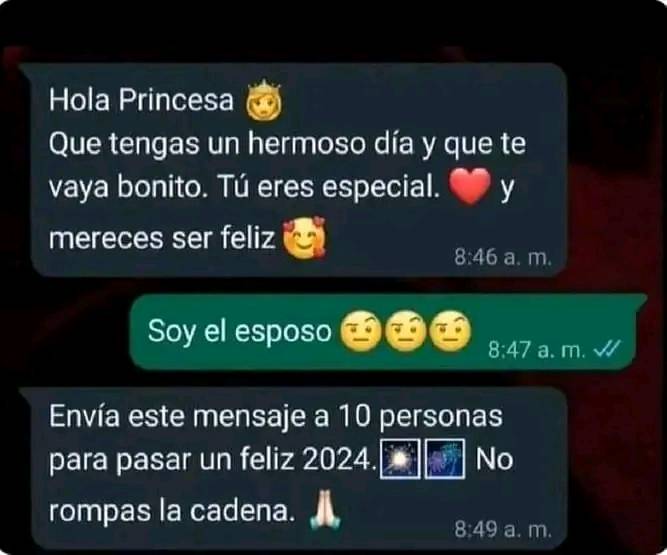 Hola Princesa 👸
Que tengas un hermoso día y que te
vaya bonito. Tú eres especial. ❤️ y
mereces ser feliz 🥰
8:46 a. m.
Soy el esposo 🤨🤨🤨
8:47 a. m.
Envía este mensaje a 10 personas
para pasar un feliz 2024.🎇🎆 No
rompas la cadena. 🙏🏻
8:49 a. m.